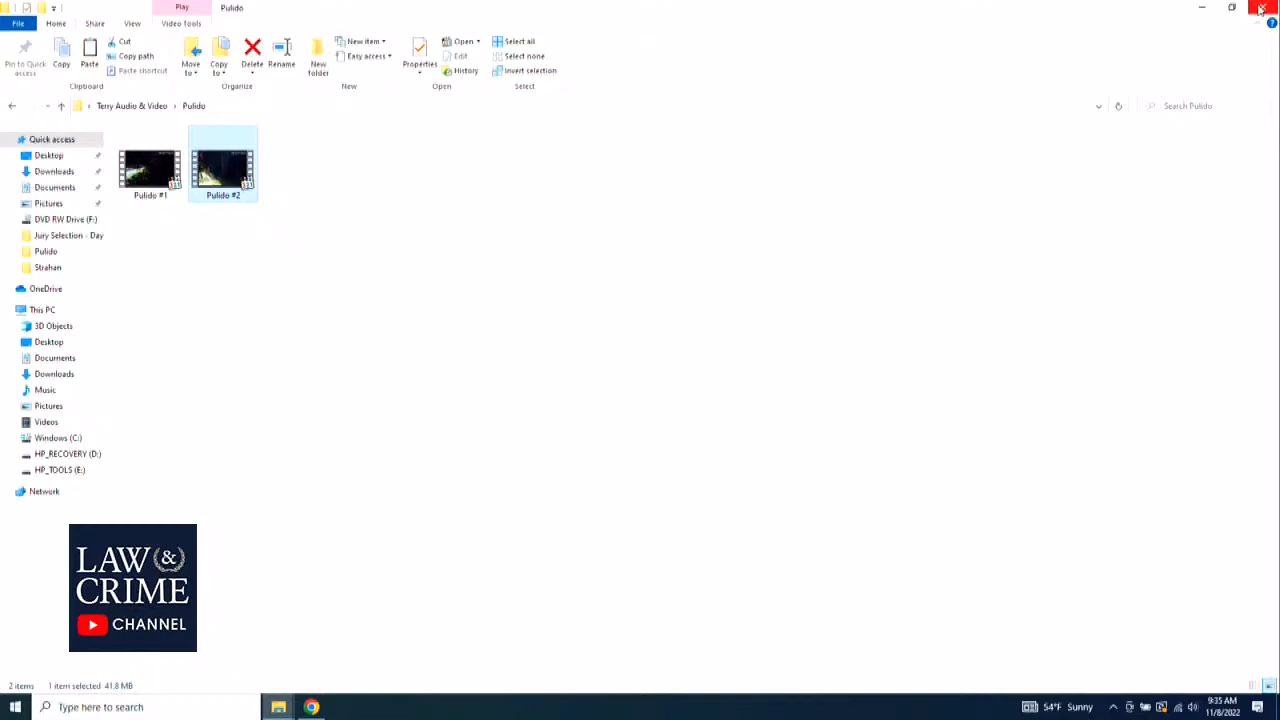 Play
Pulido
File
Home
Share
View
Video Tools
Pin to Quick access
Copy
Paste
Cut
Copy path
Paste shortcut
Clipboard
Move to
Copy to
Delete
Rename
Organize
New folder
New item
Easy access
New
Properties
Open
Edit
History
Open
Select all
Select none
Invert selection
Select
Terry Audio & Video
Pulido
Search Pulido
Quick access
Desktop
Downloads
Documents
Pictures
DVD RW Drive (F:)
Jury Selection - Day
Pulido
Strahan
OneDrive
This PC
3D Objects
Desktop
Documents
Downloads
Music
Pictures
Videos
Windows (C:)
HP_RECOVERY (D:)
HP_TOOLS (E:)
Network
Pulido #1
Pulido #2
LAW &
CRIME
CHANNEL
2 items
1 item selected 41.8 MB
Type here to search
54°F Sunny
9:35 AM
11/8/2022